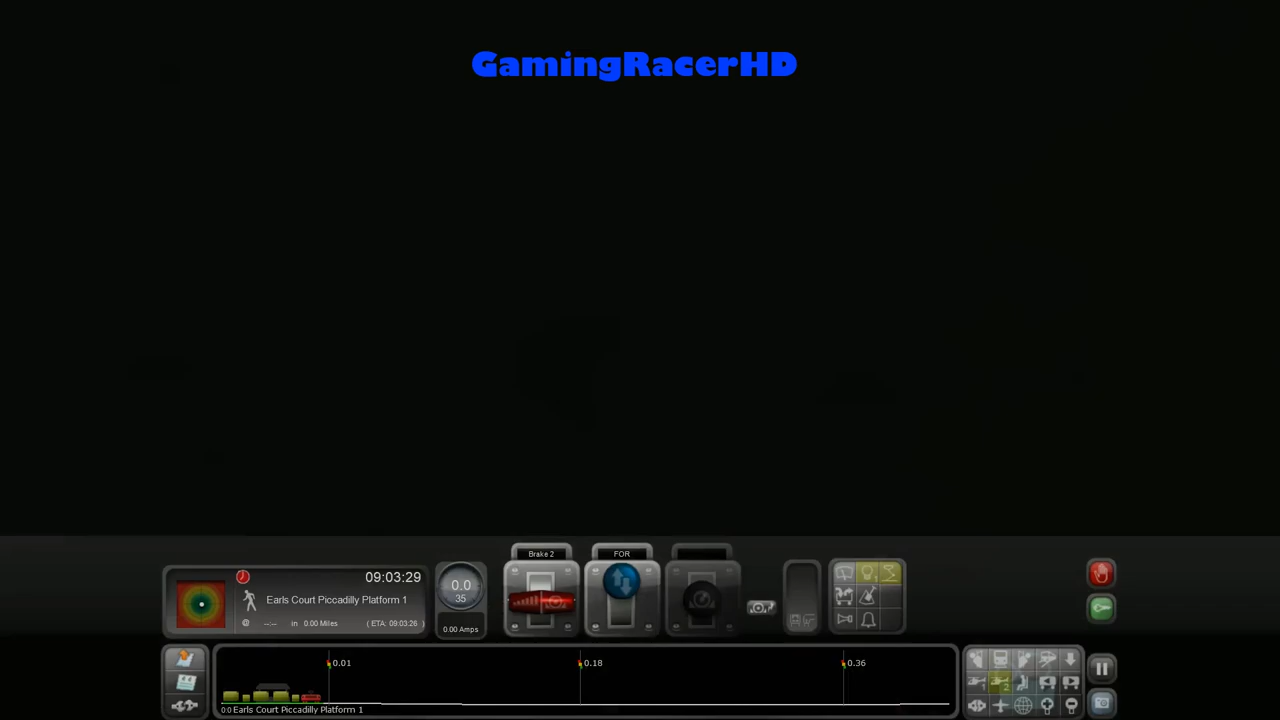 GamingRacerHD
Brake 2
FOR
09:03:29
Earls Court Piccadilly Platform 1
@ --:-- in 0.00 Miles ( ETA: 09:03:26 )
0.0
35
0.00 Amps
0.01
0.18
0.36
1
2
0.0 Earls Court Piccadilly Platform 1